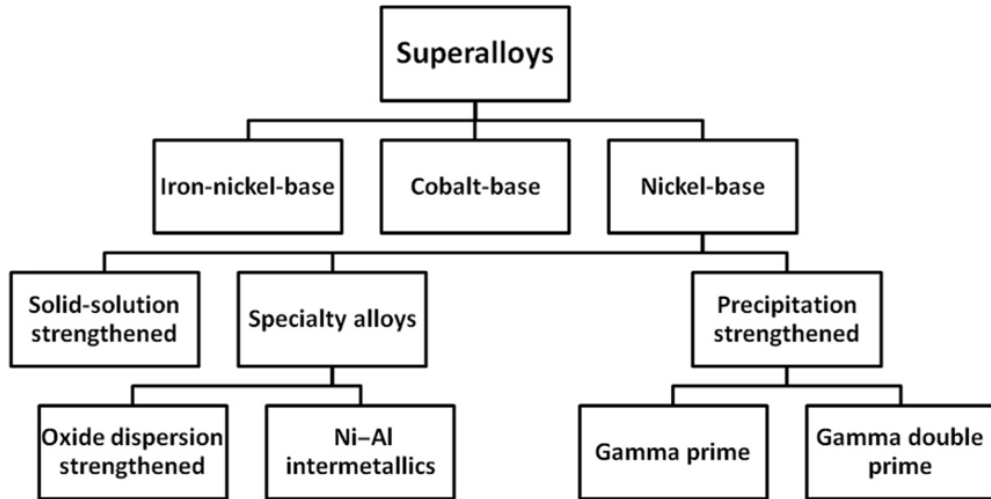 Superalloys
Iron-nickel-base
Cobalt-base
Nickel-base
Solid-solution
strengthened
Specialty alloys
Precipitation
strengthened
Oxide dispersion
strengthened
Ni–Al
intermetallics
Gamma prime
Gamma double
prime